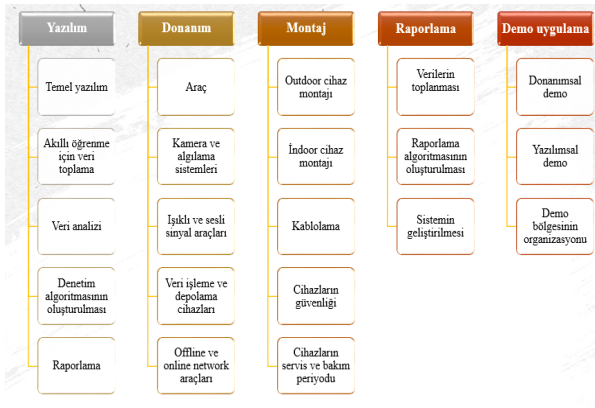 Yazılım
Temel yazılım
Akıllı öğrenme
için veri
toplama
Veri analizi
Denetim
algoritmasının
oluşturulması
Raporlama
Donanım
Araç
Kamera ve
algılama
sistemleri
Işıklı ve sesli
sinyal araçları
Veri işleme ve
depolama
cihazları
Offline ve
online network
araçları
Montaj
Outdoor cihaz
montajı
İndoor cihaz
montajı
Kablolama
Cihazların
güvenliği
Cihazların
servis ve bakım
periyodu
Raporlama
Verilerin
toplanması
Raporlama
algoritmasının
oluşturulması
Sistemin
geliştirilmesi
Demo uygulama
Donanımsal
demo
Yazılımsal
demo
Demo
bölgesinin
organizasyonu